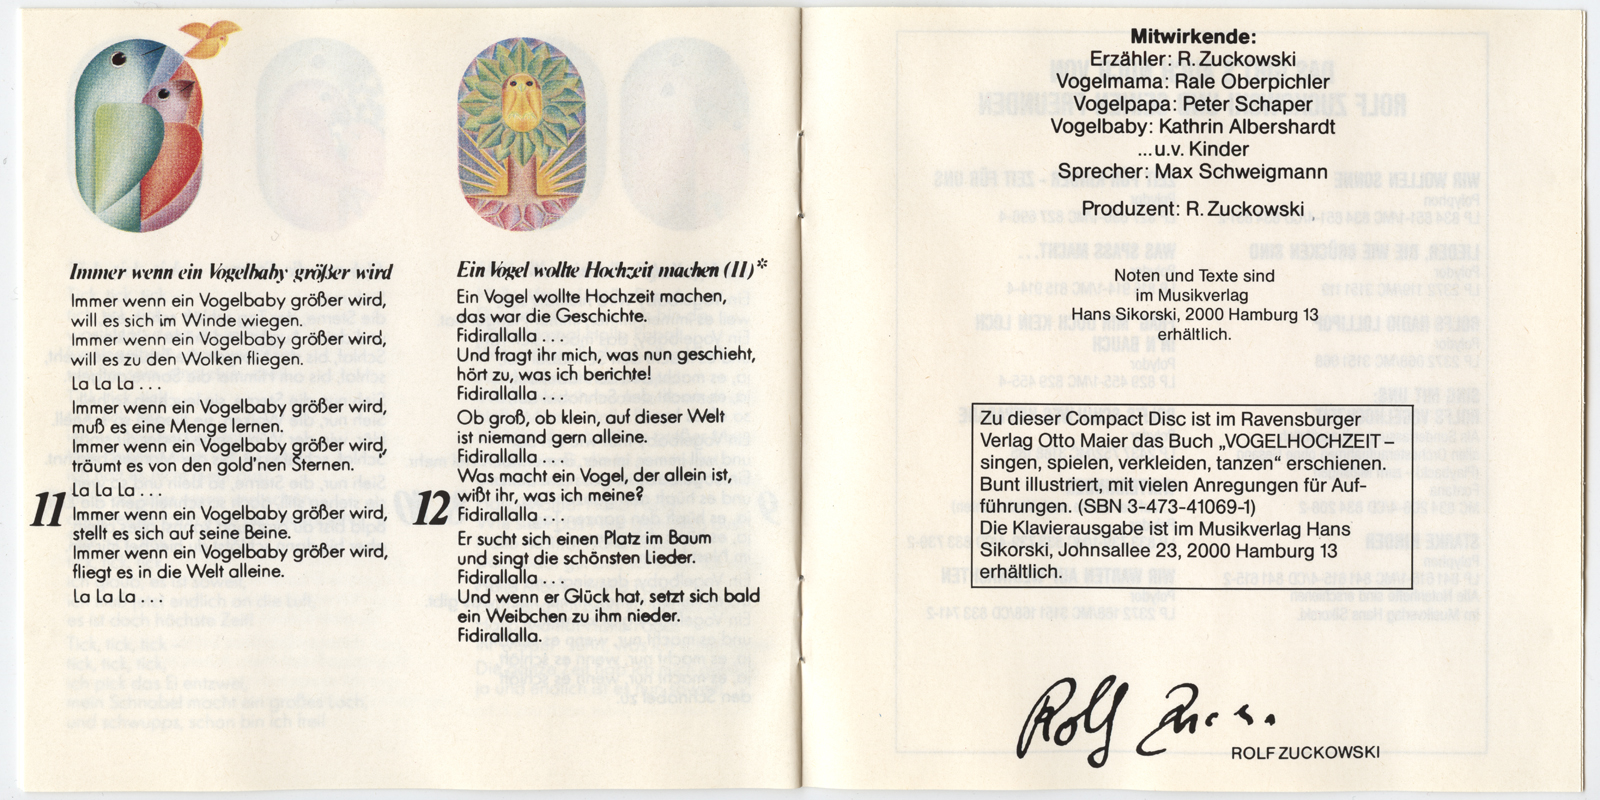 Immer wenn ein Vogelbaby größer wird
Immer wenn ein Vogelbaby größer wird,
will es sich im Winde wiegen.
Immer wenn ein Vogelbaby größer wird,
will es zu den Wolken fliegen.
La La La . . .
Immer wenn ein Vogelbaby größer wird,
muß es eine Menge lernen.
Immer wenn ein Vogelbaby größer wird,
träumt es von den gold'nen Sternen.
La La La . . .
11
Immer wenn ein Vogelbaby größer wird,
stellt es sich auf seine Beine.
Immer wenn ein Vogelbaby größer wird,
fliegt es in die Welt alleine.
La La La . . .
Ein Vogel wollte Hochzeit machen (II)*
Ein Vogel wollte Hochzeit machen,
das war die Geschichte.
Fidirallalla . . .
Und fragt ihr mich, was nun geschieht,
hört zu, was ich berichte!
Fidirallalla . . .
Ob groß, ob klein, auf dieser Welt
ist niemand gern alleine.
Fidirallalla . . .
Was macht ein Vogel, der allein ist,
wißt ihr, was ich meine?
12
Fidirallalla . . .
Er sucht sich einen Platz im Baum
und singt die schönsten Lieder.
Fidirallalla . . .
Und wenn er Glück hat, setzt sich bald
ein Weibchen zu ihm nieder.
Fidirallalla.
Mitwirkende:
Erzähler: R. Zuckowski
Vogelmama: Rale Oberpichler
Vogelpapa: Peter Schaper
Vogelbaby: Kathrin Albershardt
...u.v. Kinder
Sprecher: Max Schweigmann
Produzent: R. Zuckowski
Noten und Texte sind
im Musikverlag
Hans Sikorski, 2000 Hamburg 13
erhältlich.
Zu dieser Compact Disc ist im Ravensburger
Verlag Otto Maier das Buch „VOGELHOCHZEIT –
singen, spielen, verkleiden, tanzen“ erschienen.
Bunt illustriert, mit vielen Anregungen für Auf-
führungen. (SBN 3-473-41069-1)
Die Klavierausgabe ist im Musikverlag Hans
Sikorski, Johnsallee 23, 2000 Hamburg 13
erhältlich.
Rolf
ROLF ZUCKOWSKI